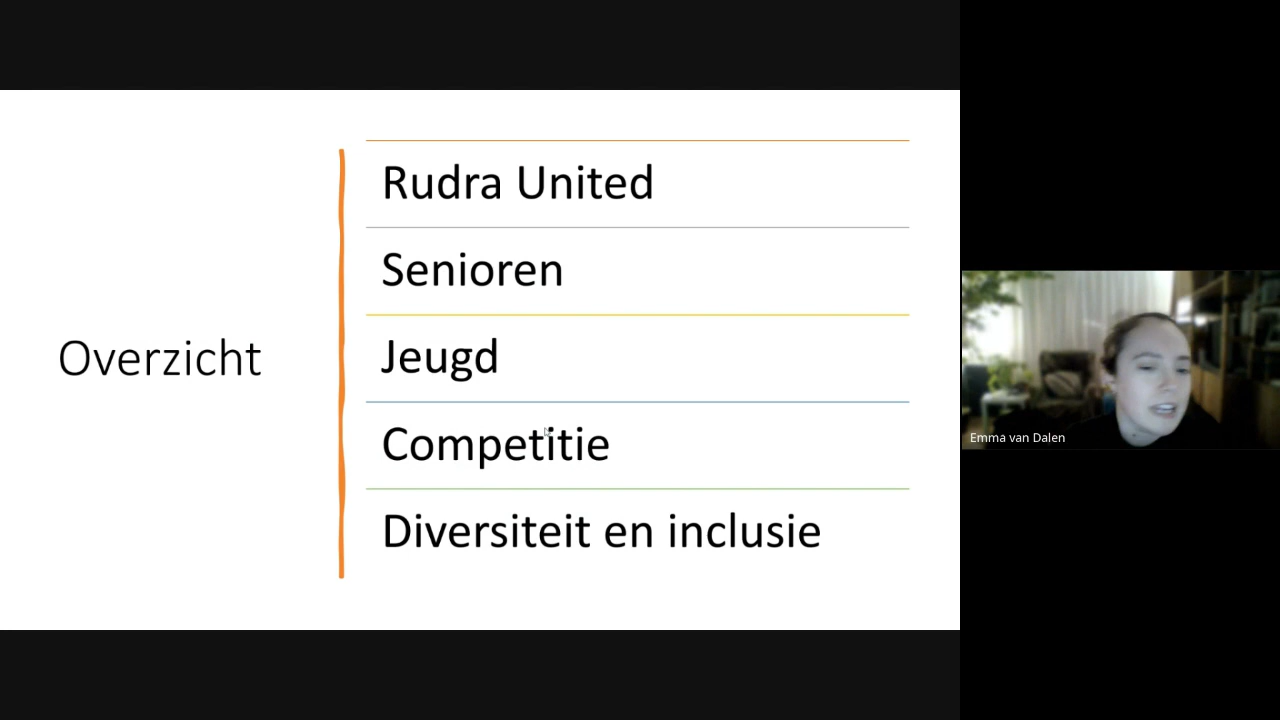 Overzicht
Rudra United
Senioren
Jeugd
Competitie
Diversiteit en inclusie
Emma van Dalen